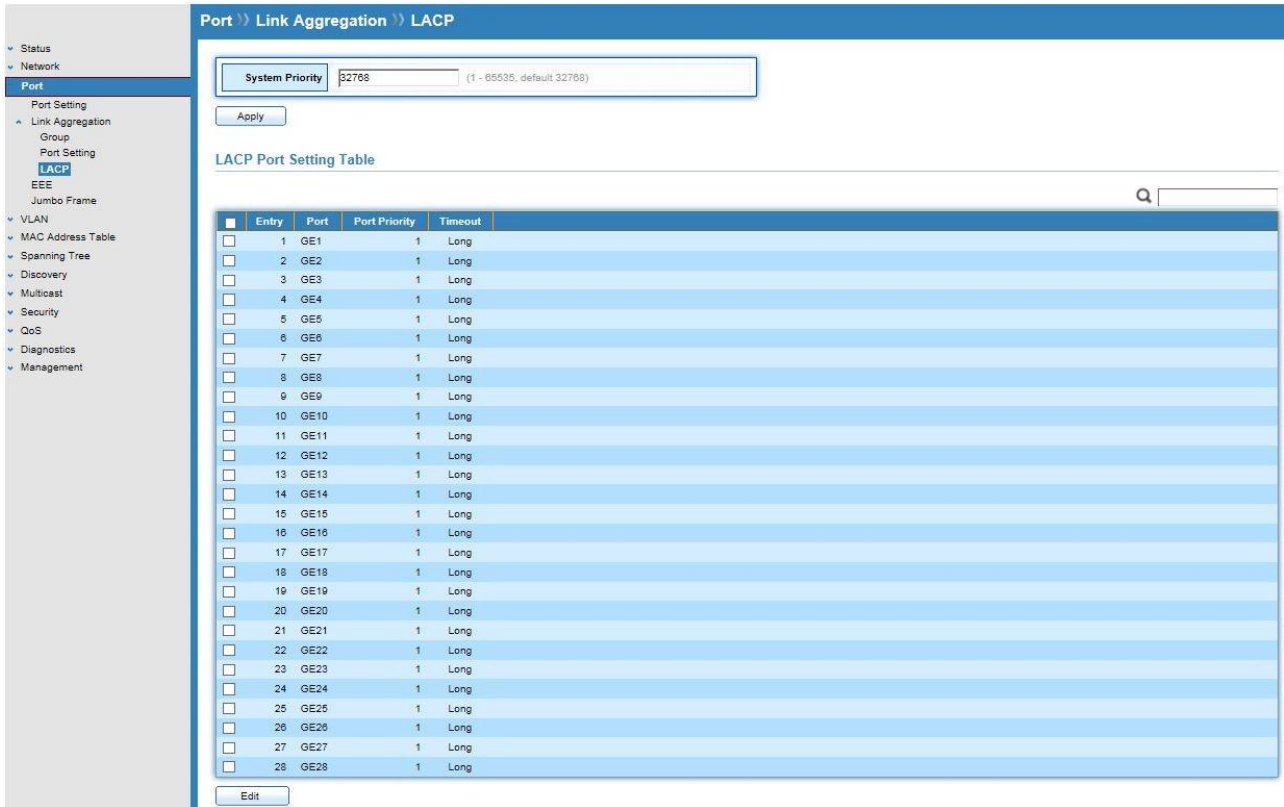 Port 》 Link Aggregation 》 LACP
Status
Network
Port
Port Setting
Link Aggregation
Group
Port Setting
LACP
EEE
Jumbo Frame
VLAN
MAC Address Table
Spanning Tree
Discovery
Multicast
Security
QoS
Diagnostics
Management
System Priority 32768 (1 - 65535, default 32768)
Apply
LACP Port Setting Table
Entry Port Port Priority Timeout
1 GE1 1 Long
2 GE2 1 Long
3 GE3 1 Long
4 GE4 1 Long
5 GE5 1 Long
6 GE6 1 Long
7 GE7 1 Long
8 GE8 1 Long
9 GE9 1 Long
10 GE10 1 Long
11 GE11 1 Long
12 GE12 1 Long
13 GE13 1 Long
14 GE14 1 Long
15 GE15 1 Long
16 GE16 1 Long
17 GE17 1 Long
18 GE18 1 Long
19 GE19 1 Long
20 GE20 1 Long
21 GE21 1 Long
22 GE22 1 Long
23 GE23 1 Long
24 GE24 1 Long
25 GE25 1 Long
26 GE26 1 Long
27 GE27 1 Long
28 GE28 1 Long
Edit